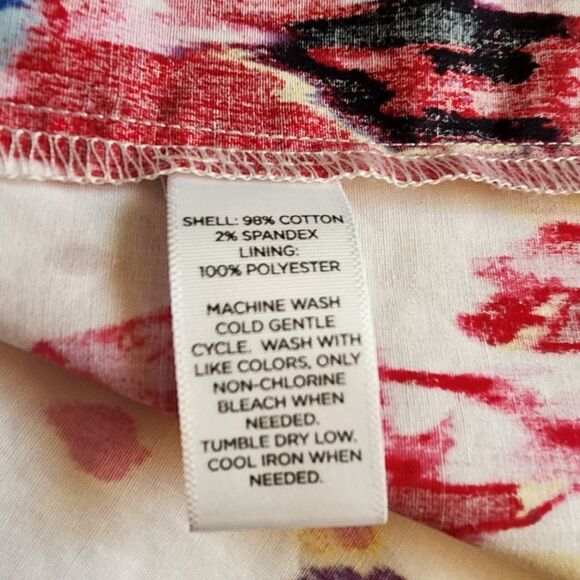 SHELL: 98% COTTON
2% SPANDEX
LINING:
100% POLYESTER
MACHINE WASH
COLD GENTLE
CYCLE. WASH WITH
LIKE COLORS, ONLY
NON-CHLORINE
BLEACH WHEN
NEEDED.
TUMBLE DRY LOW.
COOL IRON WHEN
NEEDED.